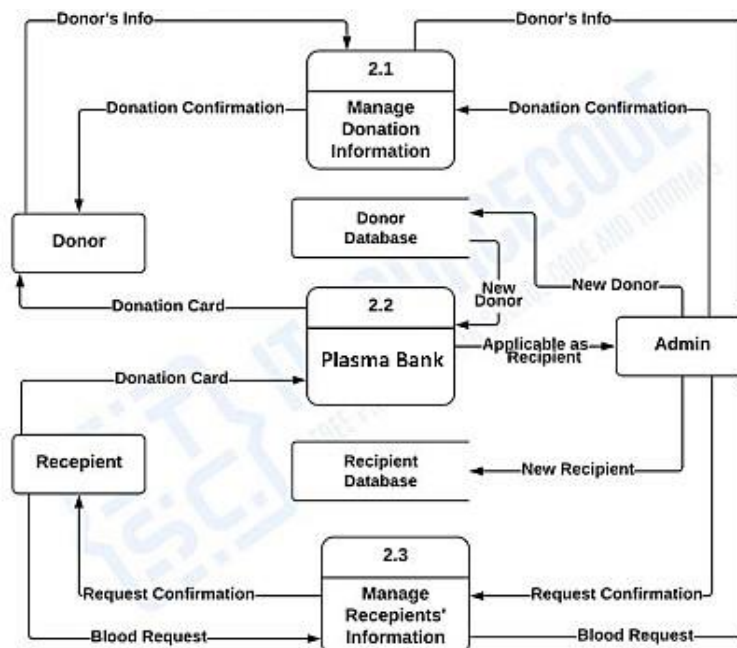 Donor's Info
Donor's Info
2.1
Manage
Donation
Information
Donation Confirmation
Donation Confirmation
Donor
Donor
Database
New
Donor
New Donor
Donation Card
2.2
Plasma Bank
Applicable as
Recipient
Admin
Donation Card
Recepient
Recipient
Database
New Recipient
2.3
Manage
Recepients'
Information
Request Confirmation
Request Confirmation
Blood Request
Blood Request